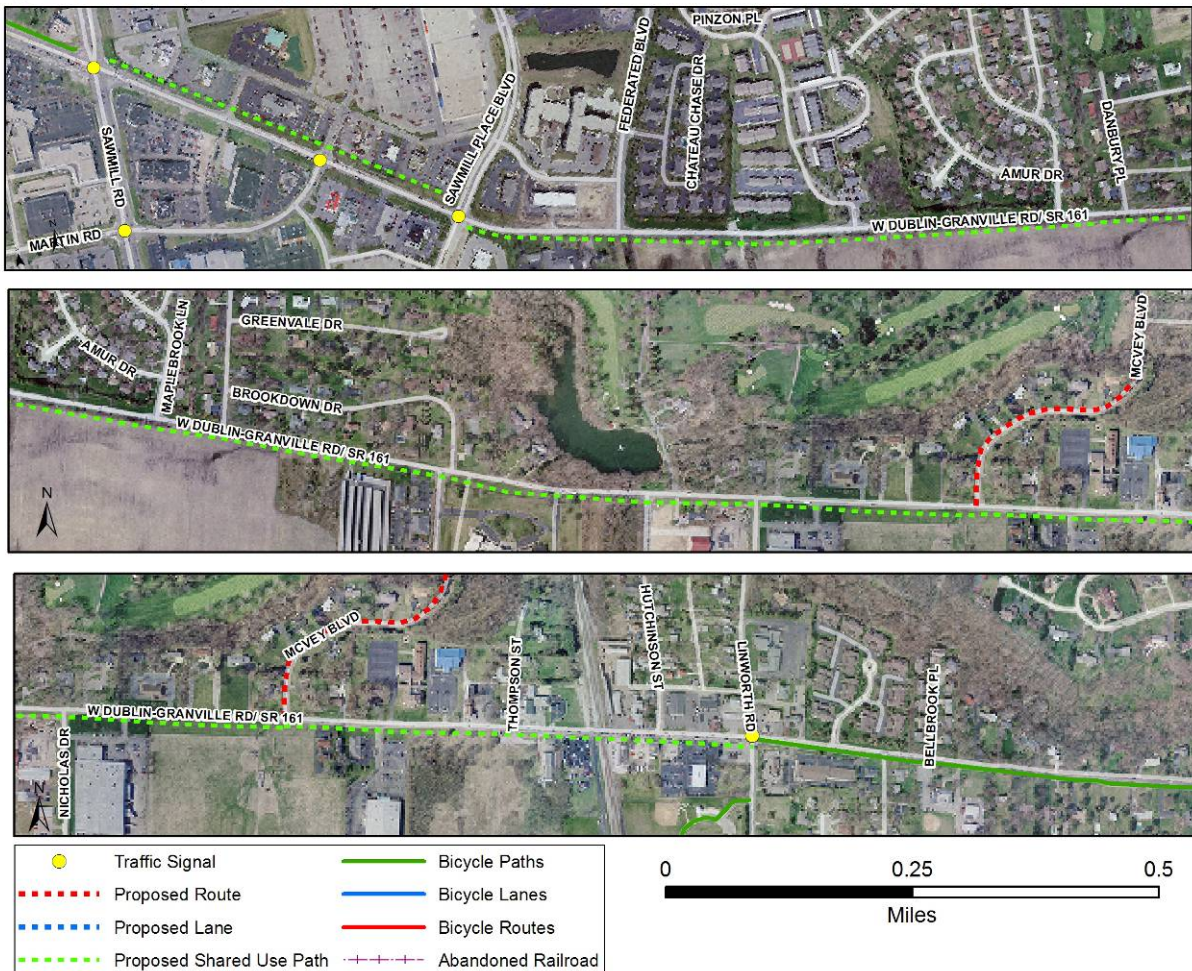 PINZON PL
SAWMILL RD
MARTIN RD
SAWMILL PLACE BLVD
FEDERATED BLVD
CHATEAU CHASE DR
AMUR DR
DANBURY PL
W DUBLIN-GRANVILLE RD/ SR 161
N
AMUR DR
MAPLEBROOK LN
GREENVALE DR
BROOKDOWN DR
W DUBLIN-GRANVILLE RD/ SR 161
MCVEY BLVD
N
MCVEY BLVD
W DUBLIN-GRANVILLE RD/ SR 161
NICHOLAS DR
THOMPSON ST
HUTCHINSON ST
LINWORTH RD
BELLBROOK PL
N
Traffic Signal
Proposed Route
Proposed Lane
Proposed Shared Use Path
Bicycle Paths
Bicycle Lanes
Bicycle Routes
Abandoned Railroad
0 0.25 0.5
Miles